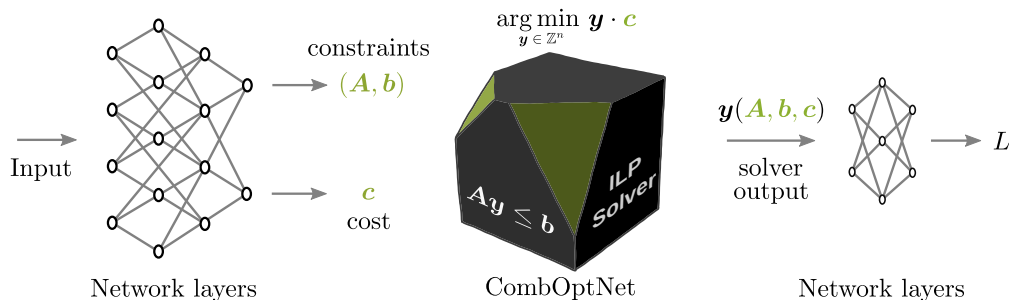 Input
constraints
(A, b)
c
cost
Network layers
arg min y · c
y ∈ ℤⁿ
Ay ≤ b
ILP
Solver
CombOptNet
y(A, b, c)
solver
output
L
Network layers